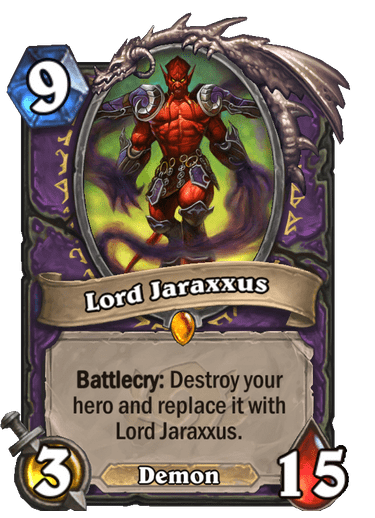 9
Lord Jaraxxus
Battlecry: Destroy your
hero and replace it with
Lord Jaraxxus.
3
Demon
15